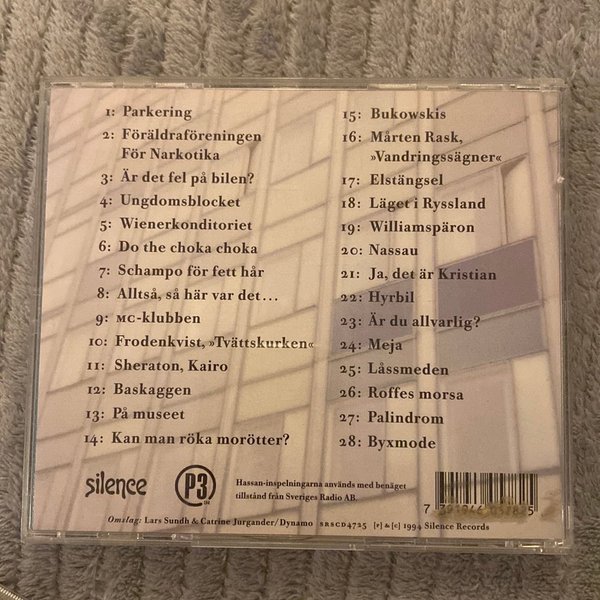 1: Parkering
2: Föräldraföreningen
För Narkotika
3: Är det fel på bilen?
4: Ungdomsblocket
5: Wienerkonditoriet
6: Do the choka choka
7: Schampo för fett hår
8: Alltså, så här var det...
9: MC-klubben
10: Frodenkvist, »Tvättskurken«
11: Sheraton, Kairo
12: Baskaggen
13: På museet
14: Kan man röka morötter?
15: Bukowskis
16: Mårten Rask,
»Vandringssägner«
17: Elstängsel
18: Läget i Ryssland
19: Williamspäron
20: Nassau
21: Ja, det är Kristian
22: Hyrbil
23: Är du allvarlig?
24: Meja
25: Låssmeden
26: Roffes morsa
27: Palindrom
28: Byxmode
silence
P3
Hassan-inspelningarna används med benäget
tillstånd från Sveriges Radio AB.
Omslag: Lars Sundh & Catrine Jurgander/Dynamo SRSCD4725 [P] & [C] 1994 Silence Records